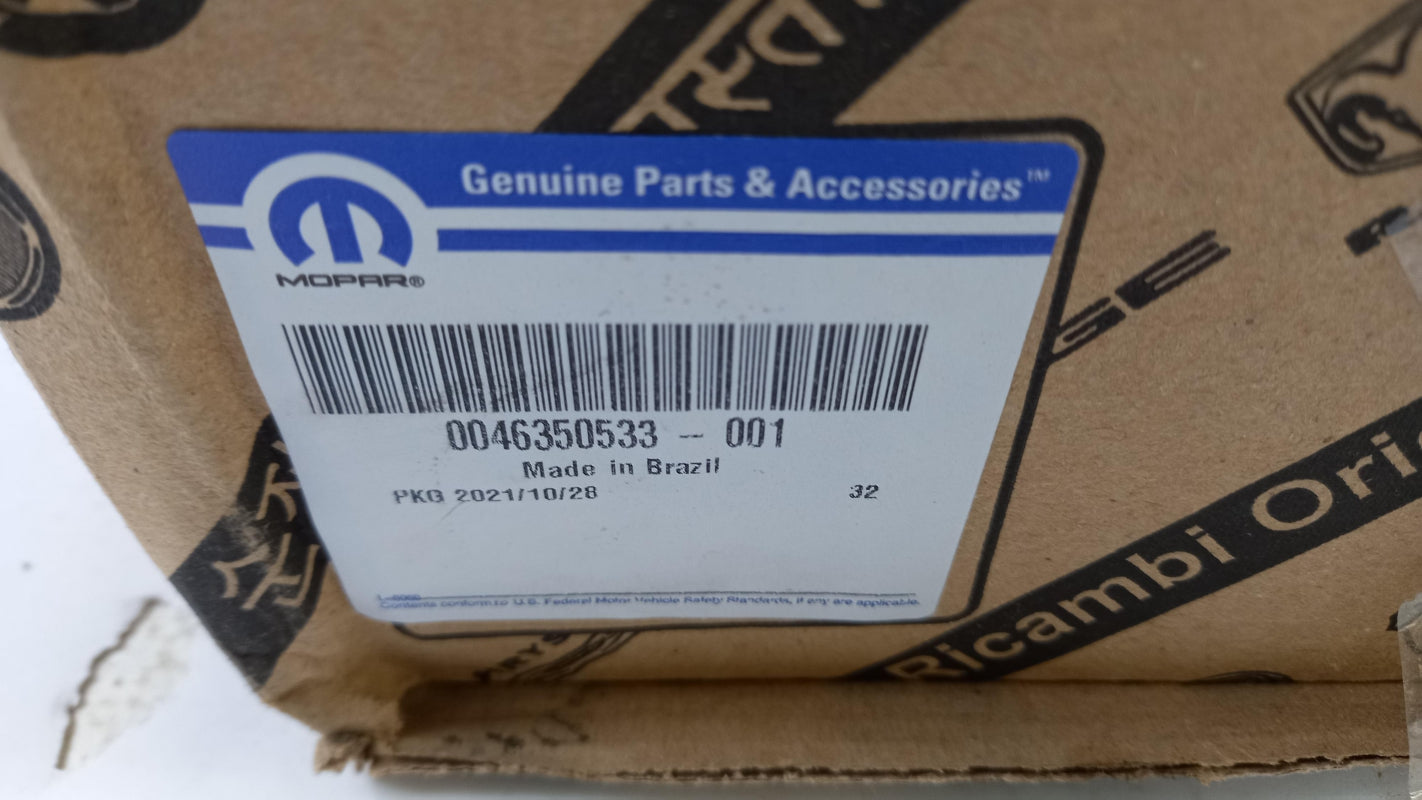 Genuine Parts & Accessories™
MOPAR®
0046350533 - 001
Made in Brazil
PKG 2021/10/28
32
Contents conform to U.S. Federal Motor Vehicle Safety Standards, if any are applicable.
Ricambi Ori